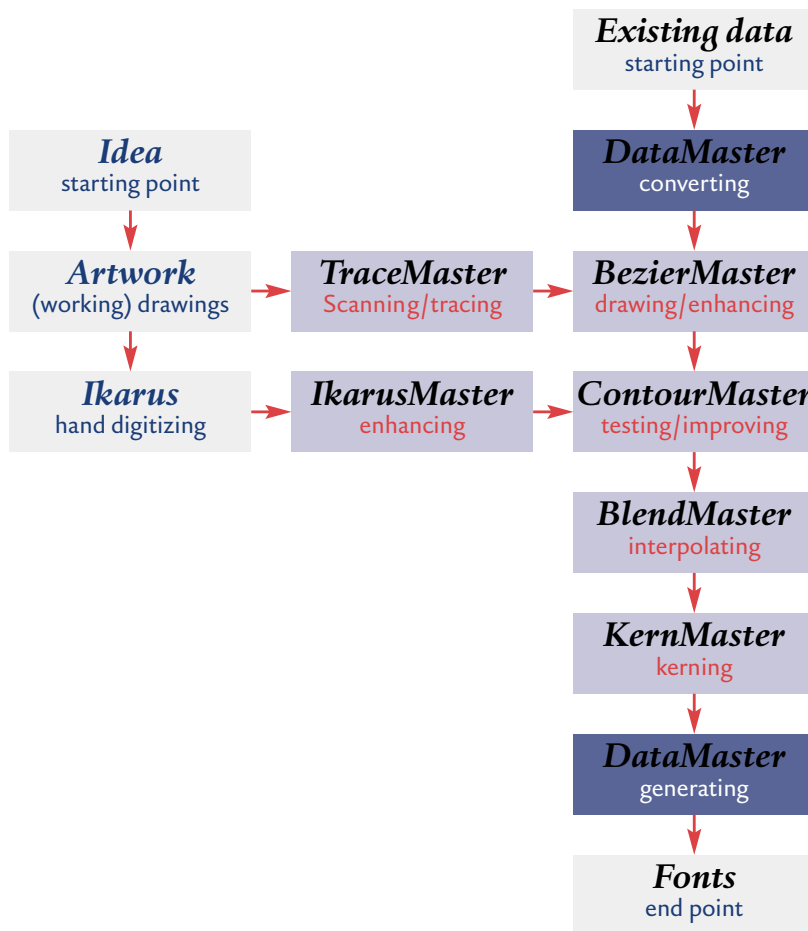 Existing data
starting point
Idea
starting point
DataMaster
converting
Artwork
(working) drawings
TraceMaster
Scanning/tracing
BezierMaster
drawing/enhancing
Ikarus
hand digitizing
IkarusMaster
enhancing
ContourMaster
testing/improving
BlendMaster
interpolating
KernMaster
kerning
DataMaster
generating
Fonts
end point